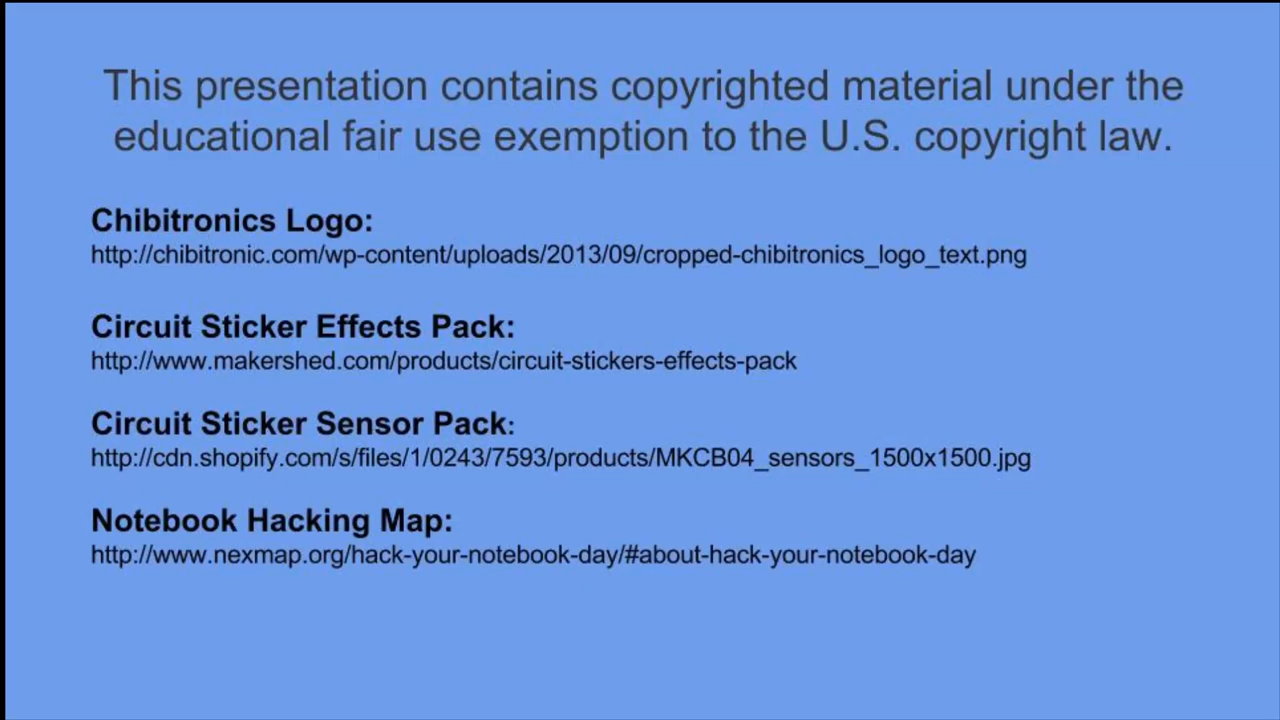 This presentation contains copyrighted material under the
educational fair use exemption to the U.S. copyright law.
Chibitronics Logo:
http://chibitronic.com/wp-content/uploads/2013/09/cropped-chibitronics_logo_text.png
Circuit Sticker Effects Pack:
http://www.makershed.com/products/circuit-stickers-effects-pack
Circuit Sticker Sensor Pack:
http://cdn.shopify.com/s/files/1/0243/7593/products/MKCB04_sensors_1500x1500.jpg
Notebook Hacking Map:
http://www.nexmap.org/hack-your-notebook-day/#about-hack-your-notebook-day